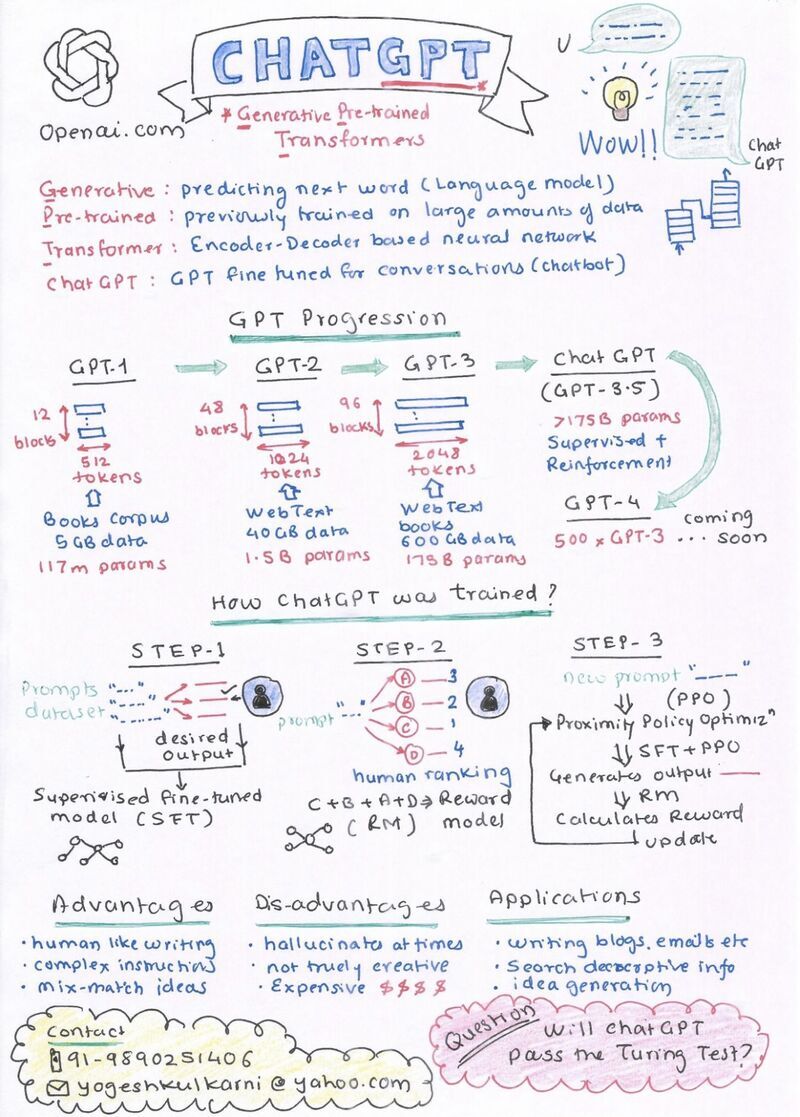 CHATGPT
Openai.com
* Generative Pre-trained
Transformers
U
Wow!!
Chat
GPT
Generative : predicting next word (Language model)
Pre-trained : previously trained on large amounts of data
Transformer : Encoder-Decoder based neural network
ChatGPT : GPT fine tuned for conversations (chatbot)
GPT Progression
GPT-1
12
blocks
512
tokens
Books corpus
5GB data
117m params
GPT-2
48
blocks
1024
tokens
WebText
40GB data
1.5B params
GPT-3
96
blocks
2048
tokens
WebText
books
600GB data
175B params
Chat GPT
(GPT-3.5)
>175B params
Supervised +
Reinforcement
GPT-4
500 x GPT-3 ... coming soon
How ChatGPT was trained?
STEP-1
Prompts "---"
dataset "---"
desired
output
Supervised fine-tuned
model (SFT)
STEP-2
prompt "---"
A 3
B 2
C 1
D 4
human ranking
C+B+A+D => Reward
(RM) model
STEP-3
new prompt "----"
(PPO)
Proximity Policy Optimizn
SFT+PPO
Generates output
RM
Calculates Reward
update
Advantages
• human like writing
• complex instructions
• mix-match ideas
Dis-advantages
• hallucinates at times
• not truely creative
• Expensive $$$$
Applications
• writing blogs, emails etc
• Search descriptive info
• idea generation
Contact
91-9890251406
yogeshkulkarni@yahoo.com
Question
Will chatGPT
pass the Turing Test?